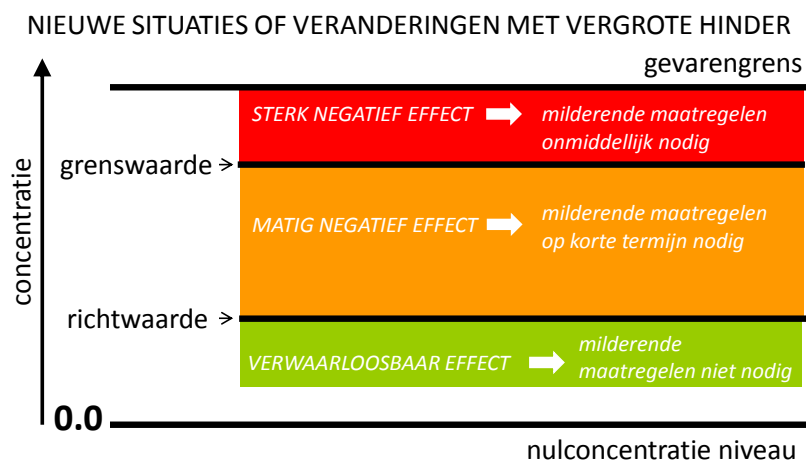 NIEUWE SITUATIES OF VERANDERINGEN MET VERGROTE HINDER
gevarengrens
concentratie
STERK NEGATIEF EFFECT
milderende maatregelen
onmiddellijk nodig
grenswaarde
MATIG NEGATIEF EFFECT
milderende maatregelen
op korte termijn nodig
richtwaarde
VERWAARLOOSBAAR EFFECT
milderende
maatregelen niet nodig
0.0
nulconcentratie niveau